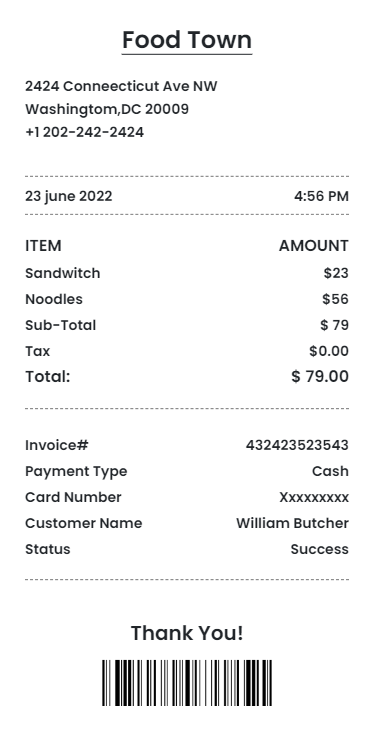 Food Town
2424 Conneecticut Ave NW
Washingtom,DC 20009
+1 202-242-2424
23 june 2022 4:56 PM
ITEM AMOUNT
Sandwitch $23
Noodles $56
Sub-Total $ 79
Tax $0.00
Total: $ 79.00
Invoice# 432423523543
Payment Type Cash
Card Number Xxxxxxxxx
Customer Name William Butcher
Status Success
Thank You!